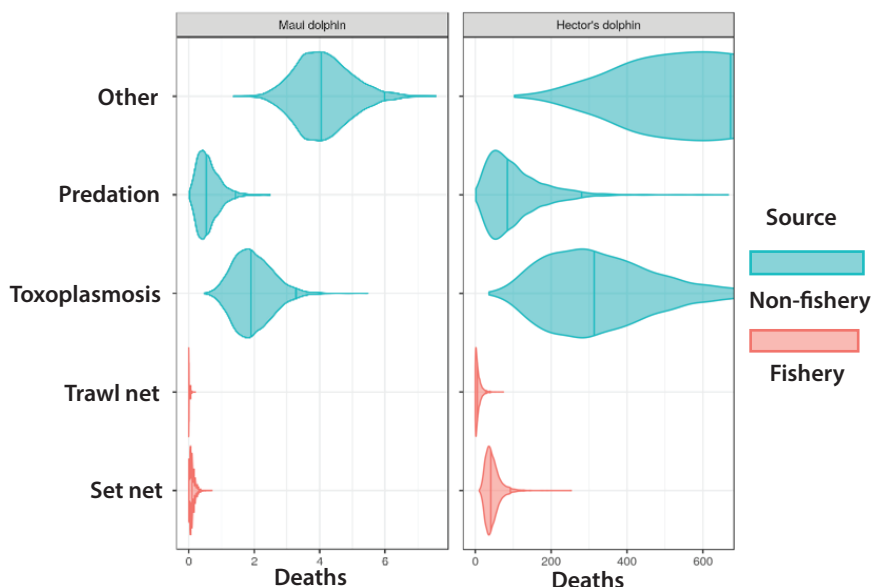 Maui dolphin
Hector's dolphin
Other
Predation
Toxoplasmosis
Trawl net
Set net
0
2
4
6
0
200
400
600
Deaths
Deaths
Source
Non-fishery
Fishery